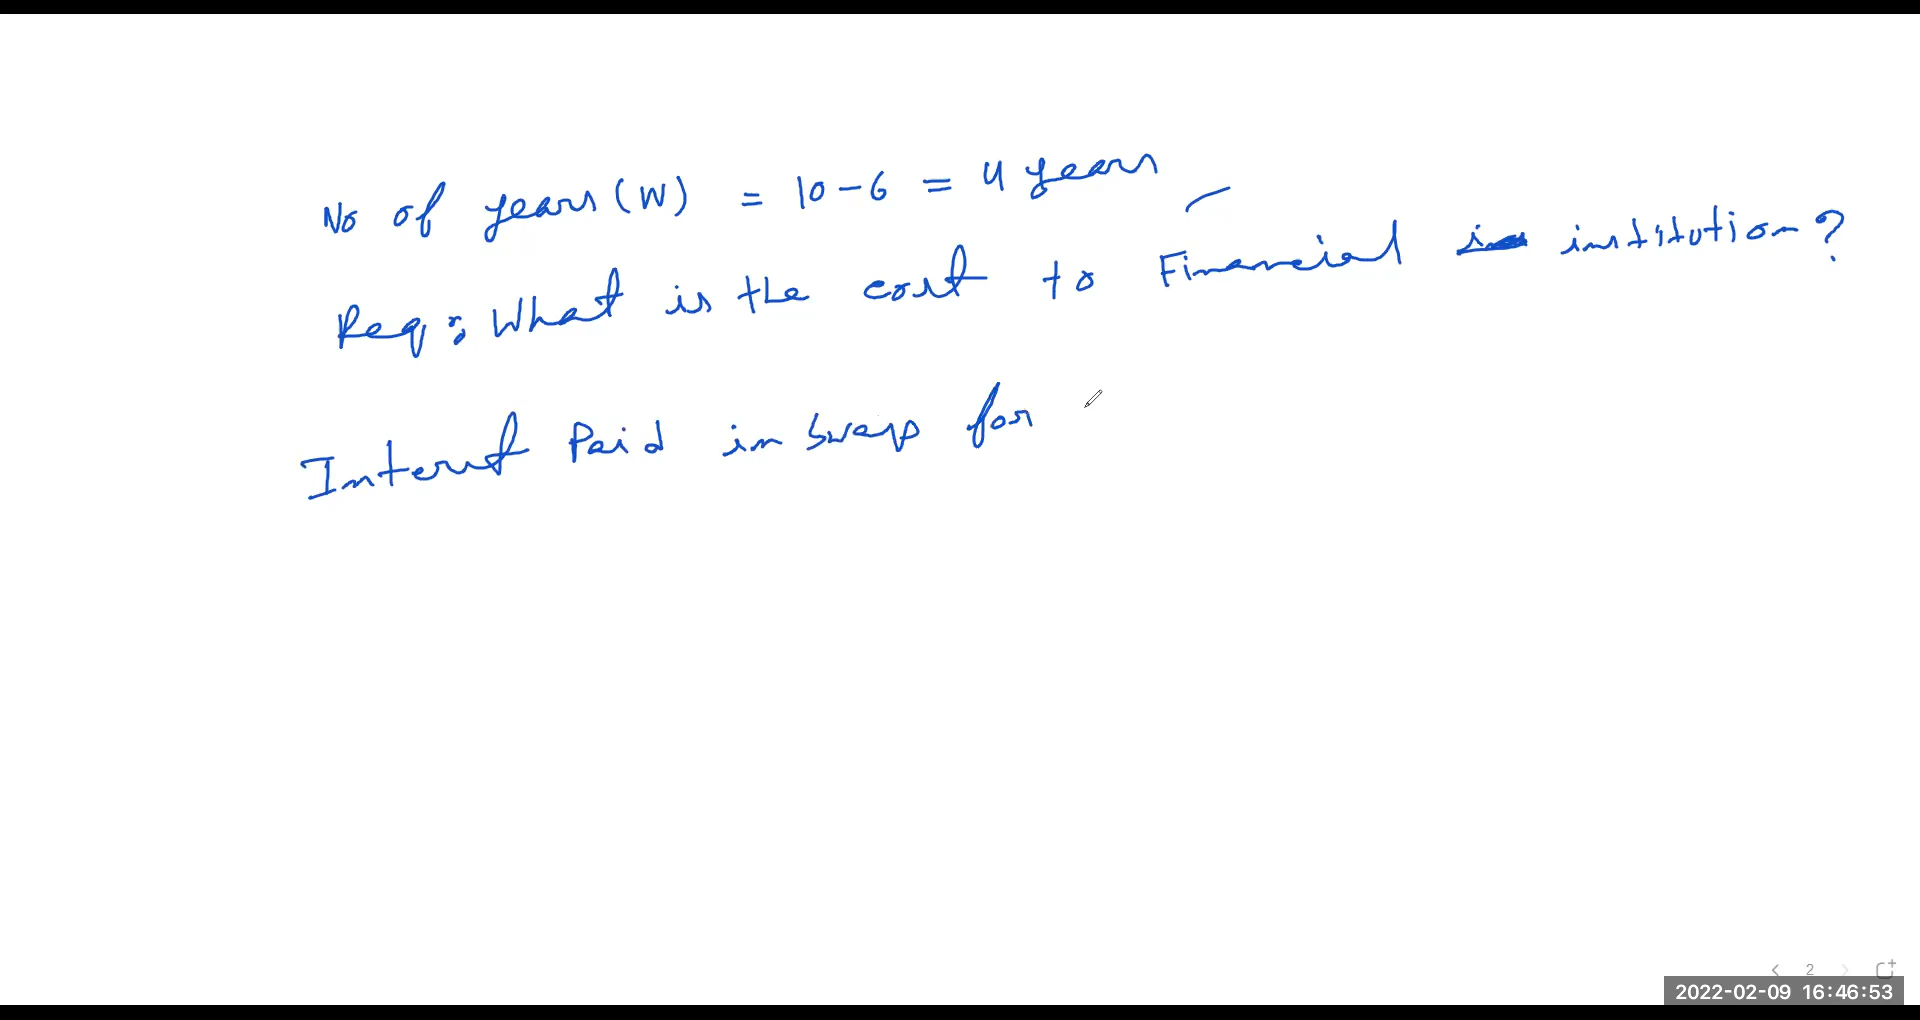 No of years (N) = 10 - 6 = 4 years
Req: What is the cost to Financial institution?
Interest Paid in swap for
2
2022-02-09 16:46:53